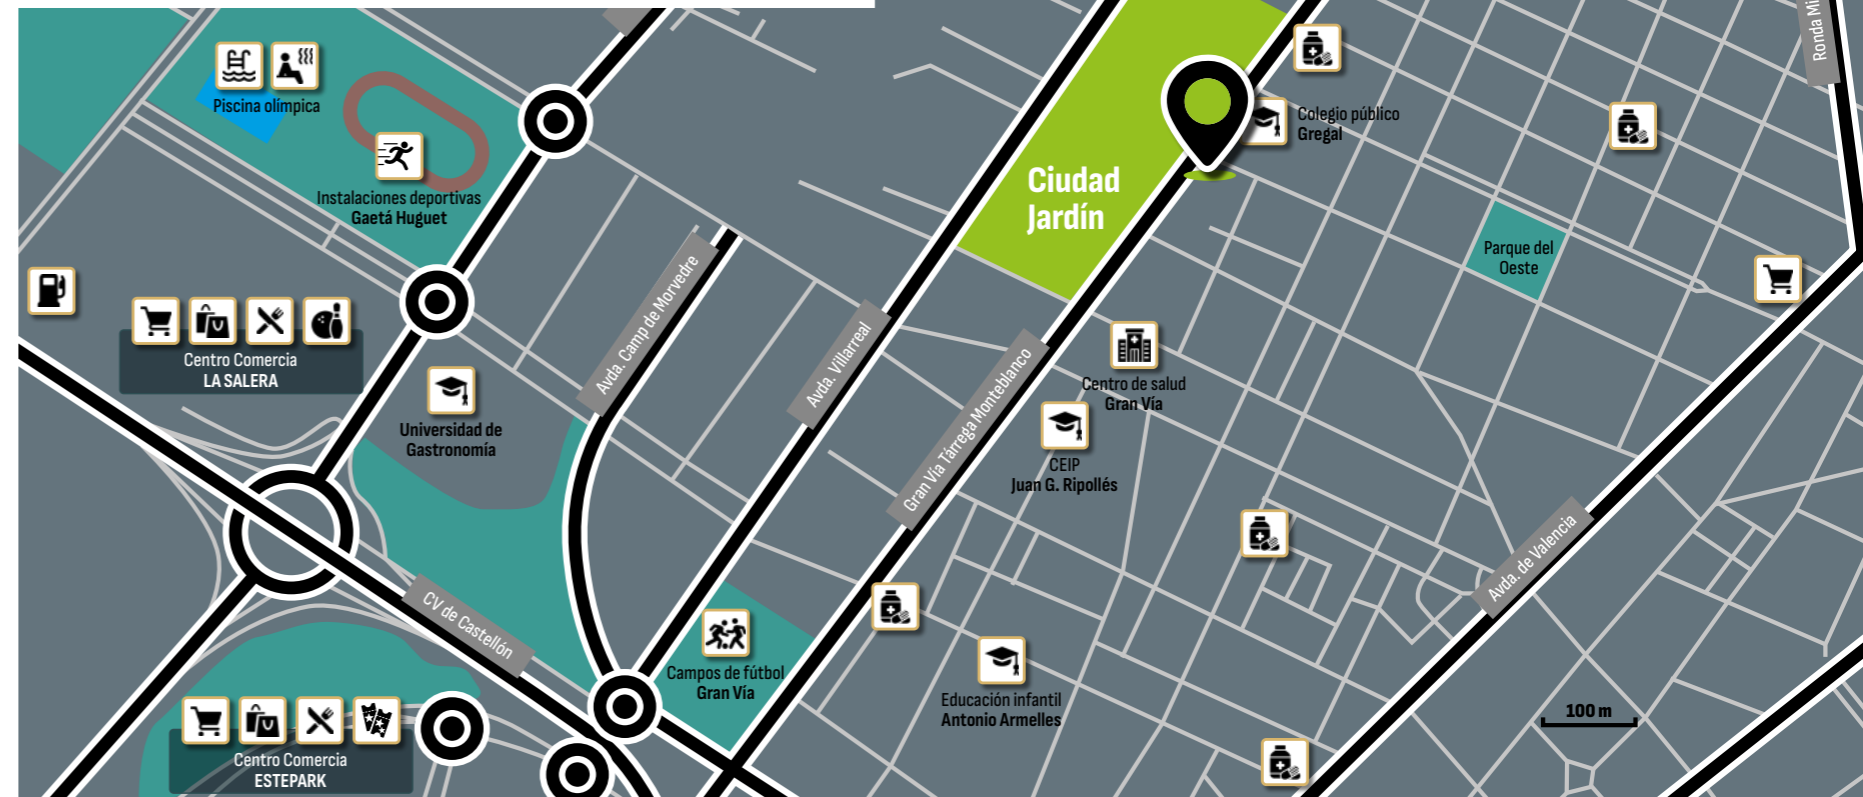 Ronda Mi
Piscina olímpica
Colegio público
Gregal
Instalaciones deportivas
Gaetá Huguet
Ciudad
Jardín
Parque del
Oeste
Avda. Camp de Morvedre
Avda. Villarreal
Gran Vía Tàrrega Monteblanco
Centro Comercia
LA SALERA
Centro de salud
Gran Vía
Universidad de
Gastronomía
CEIP
Juan G. Ripollés
Avda. de Valencia
CV de Castellón
Campos de fútbol
Gran Vía
Educación infantil
Antonio Armelles
100 m
Centro Comercia
ESTEPARK